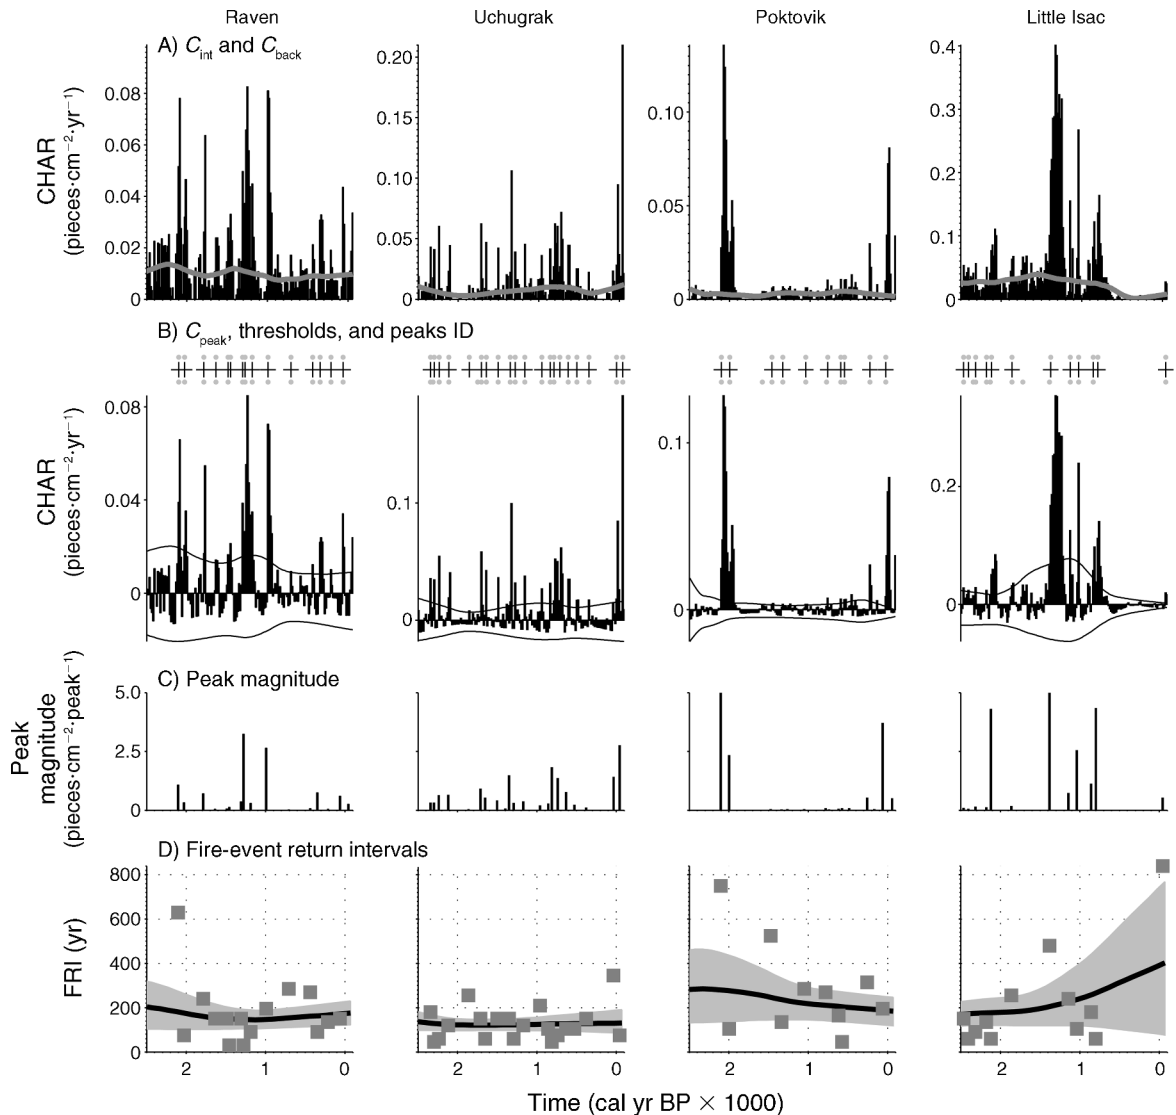 Raven Uchugrak Poktovik Little Isac
A) Cint and Cback
CHAR
(pieces·cm−2·yr−1)
0.08
0.06
0.04
0.02
0
0.20
0.15
0.10
0.05
0
0.10
0.05
0
0.4
0.3
0.2
0.1
0
B) Cpeak, thresholds, and peaks ID
CHAR
(pieces·cm−2·yr−1)
0.08
0.04
0
0.1
0
0.1
0
0.2
0
C) Peak magnitude
Peak
magnitude
(pieces·cm−2·peak−1)
5.0
2.5
0
D) Fire-event return intervals
FRI (yr)
800
600
400
200
0
2 1 0 2 1 0 2 1 0 2 1 0
Time (cal yr BP × 1000)